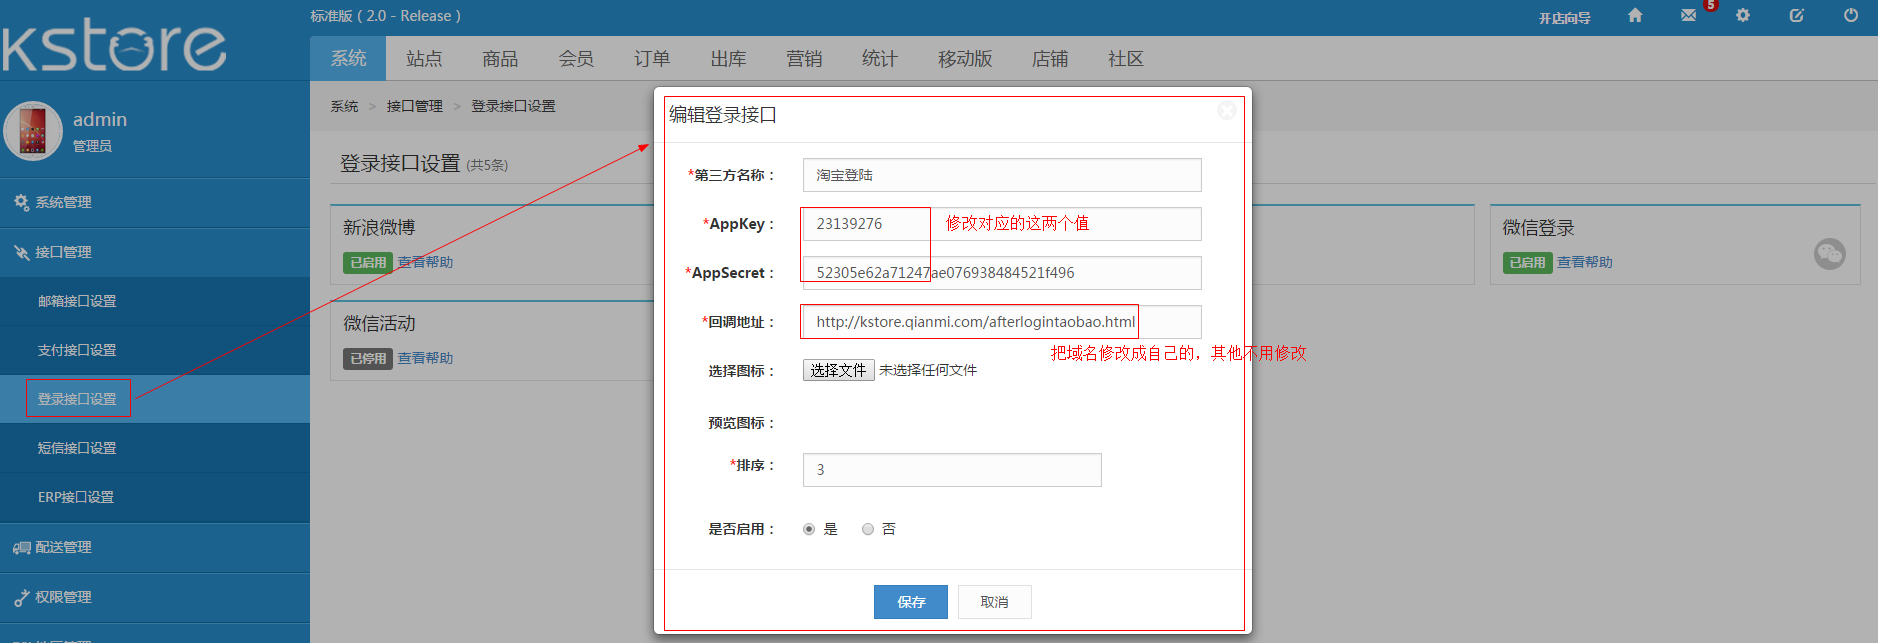 kstore
标准版 ( 2.0 - Release )
开店向导
5
系统 站点 商品 会员 订单 出库 营销 统计 移动版 店铺 社区
admin
管理员
系统管理
接口管理
邮箱接口设置
支付接口设置
登录接口设置
短信接口设置
ERP接口设置
配送管理
权限管理
系统 > 接口管理 > 登录接口设置
登录接口设置 (共5条)
新浪微博
已启用 查看帮助
微信活动
已停用 查看帮助
微信登录
已启用 查看帮助
编辑登录接口
*第三方名称： 淘宝登陆
*AppKey： 23139276 修改对应的这两个值
*AppSecret： 52305e62a71247ae076938484521f496
*回调地址： http://kstore.qianmi.com/afterlogintaobao.html
把域名修改成自己的，其他不用修改
选择图标： 选择文件 未选择任何文件
预览图标：
*排序： 3
是否启用： 是 否
保存 取消